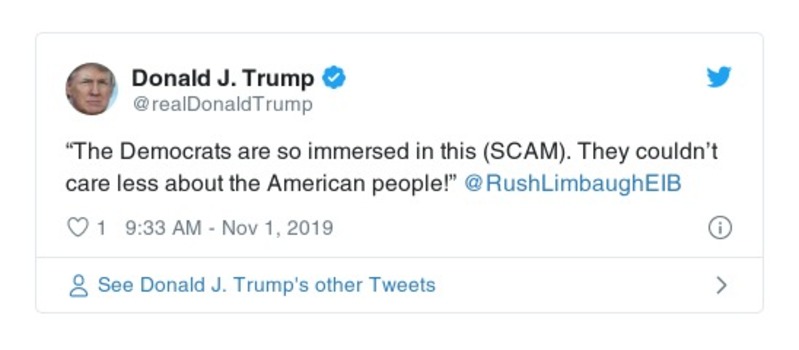 Donald J. Trump
@realDonaldTrump
“The Democrats are so immersed in this (SCAM). They couldn’t
care less about the American people!” @RushLimbaughEIB
1 9:33 AM - Nov 1, 2019
See Donald J. Trump's other Tweets